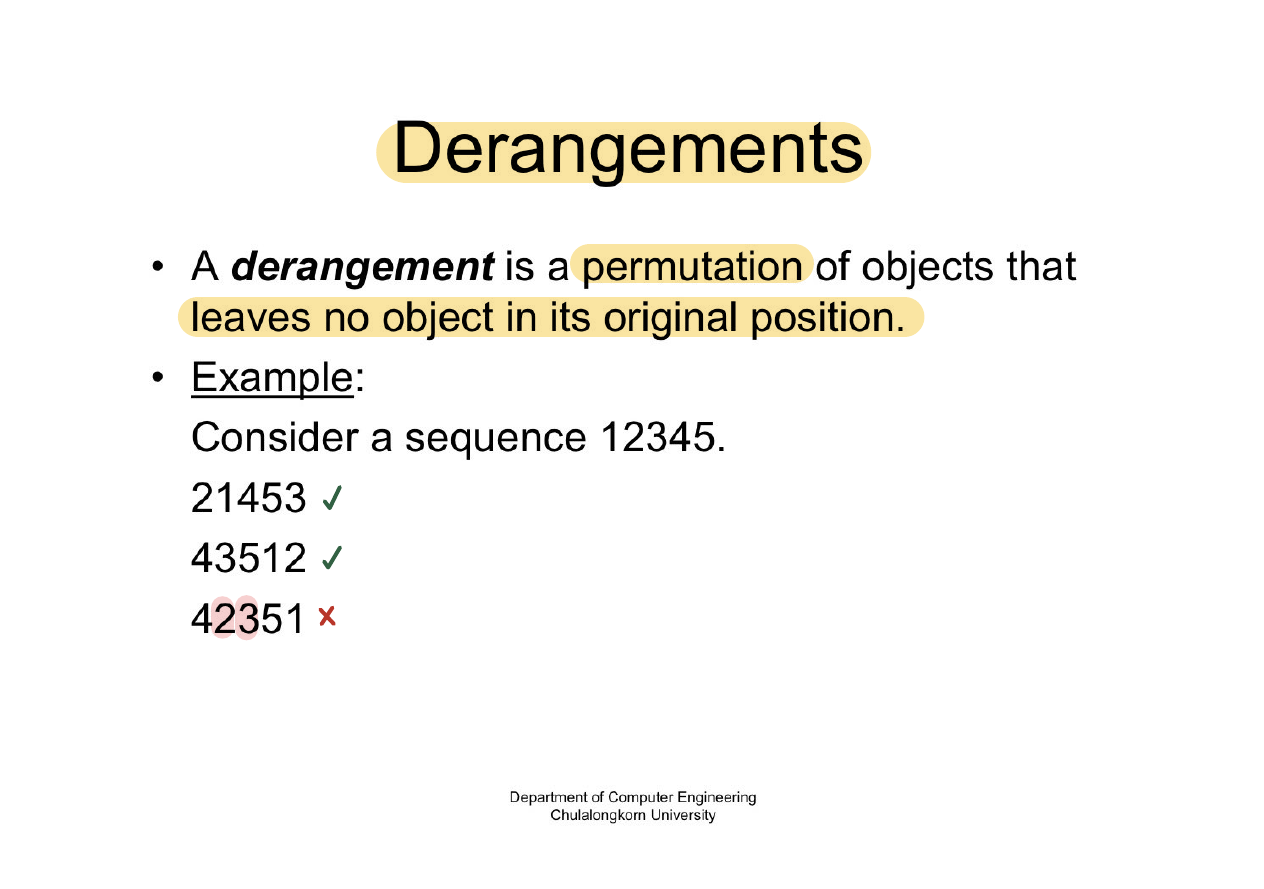 Derangements
• A derangement is a permutation of objects that
leaves no object in its original position.
• Example:
Consider a sequence 12345.
21453 ✓
43512 ✓
42351 ✗
Department of Computer Engineering
Chulalongkorn University